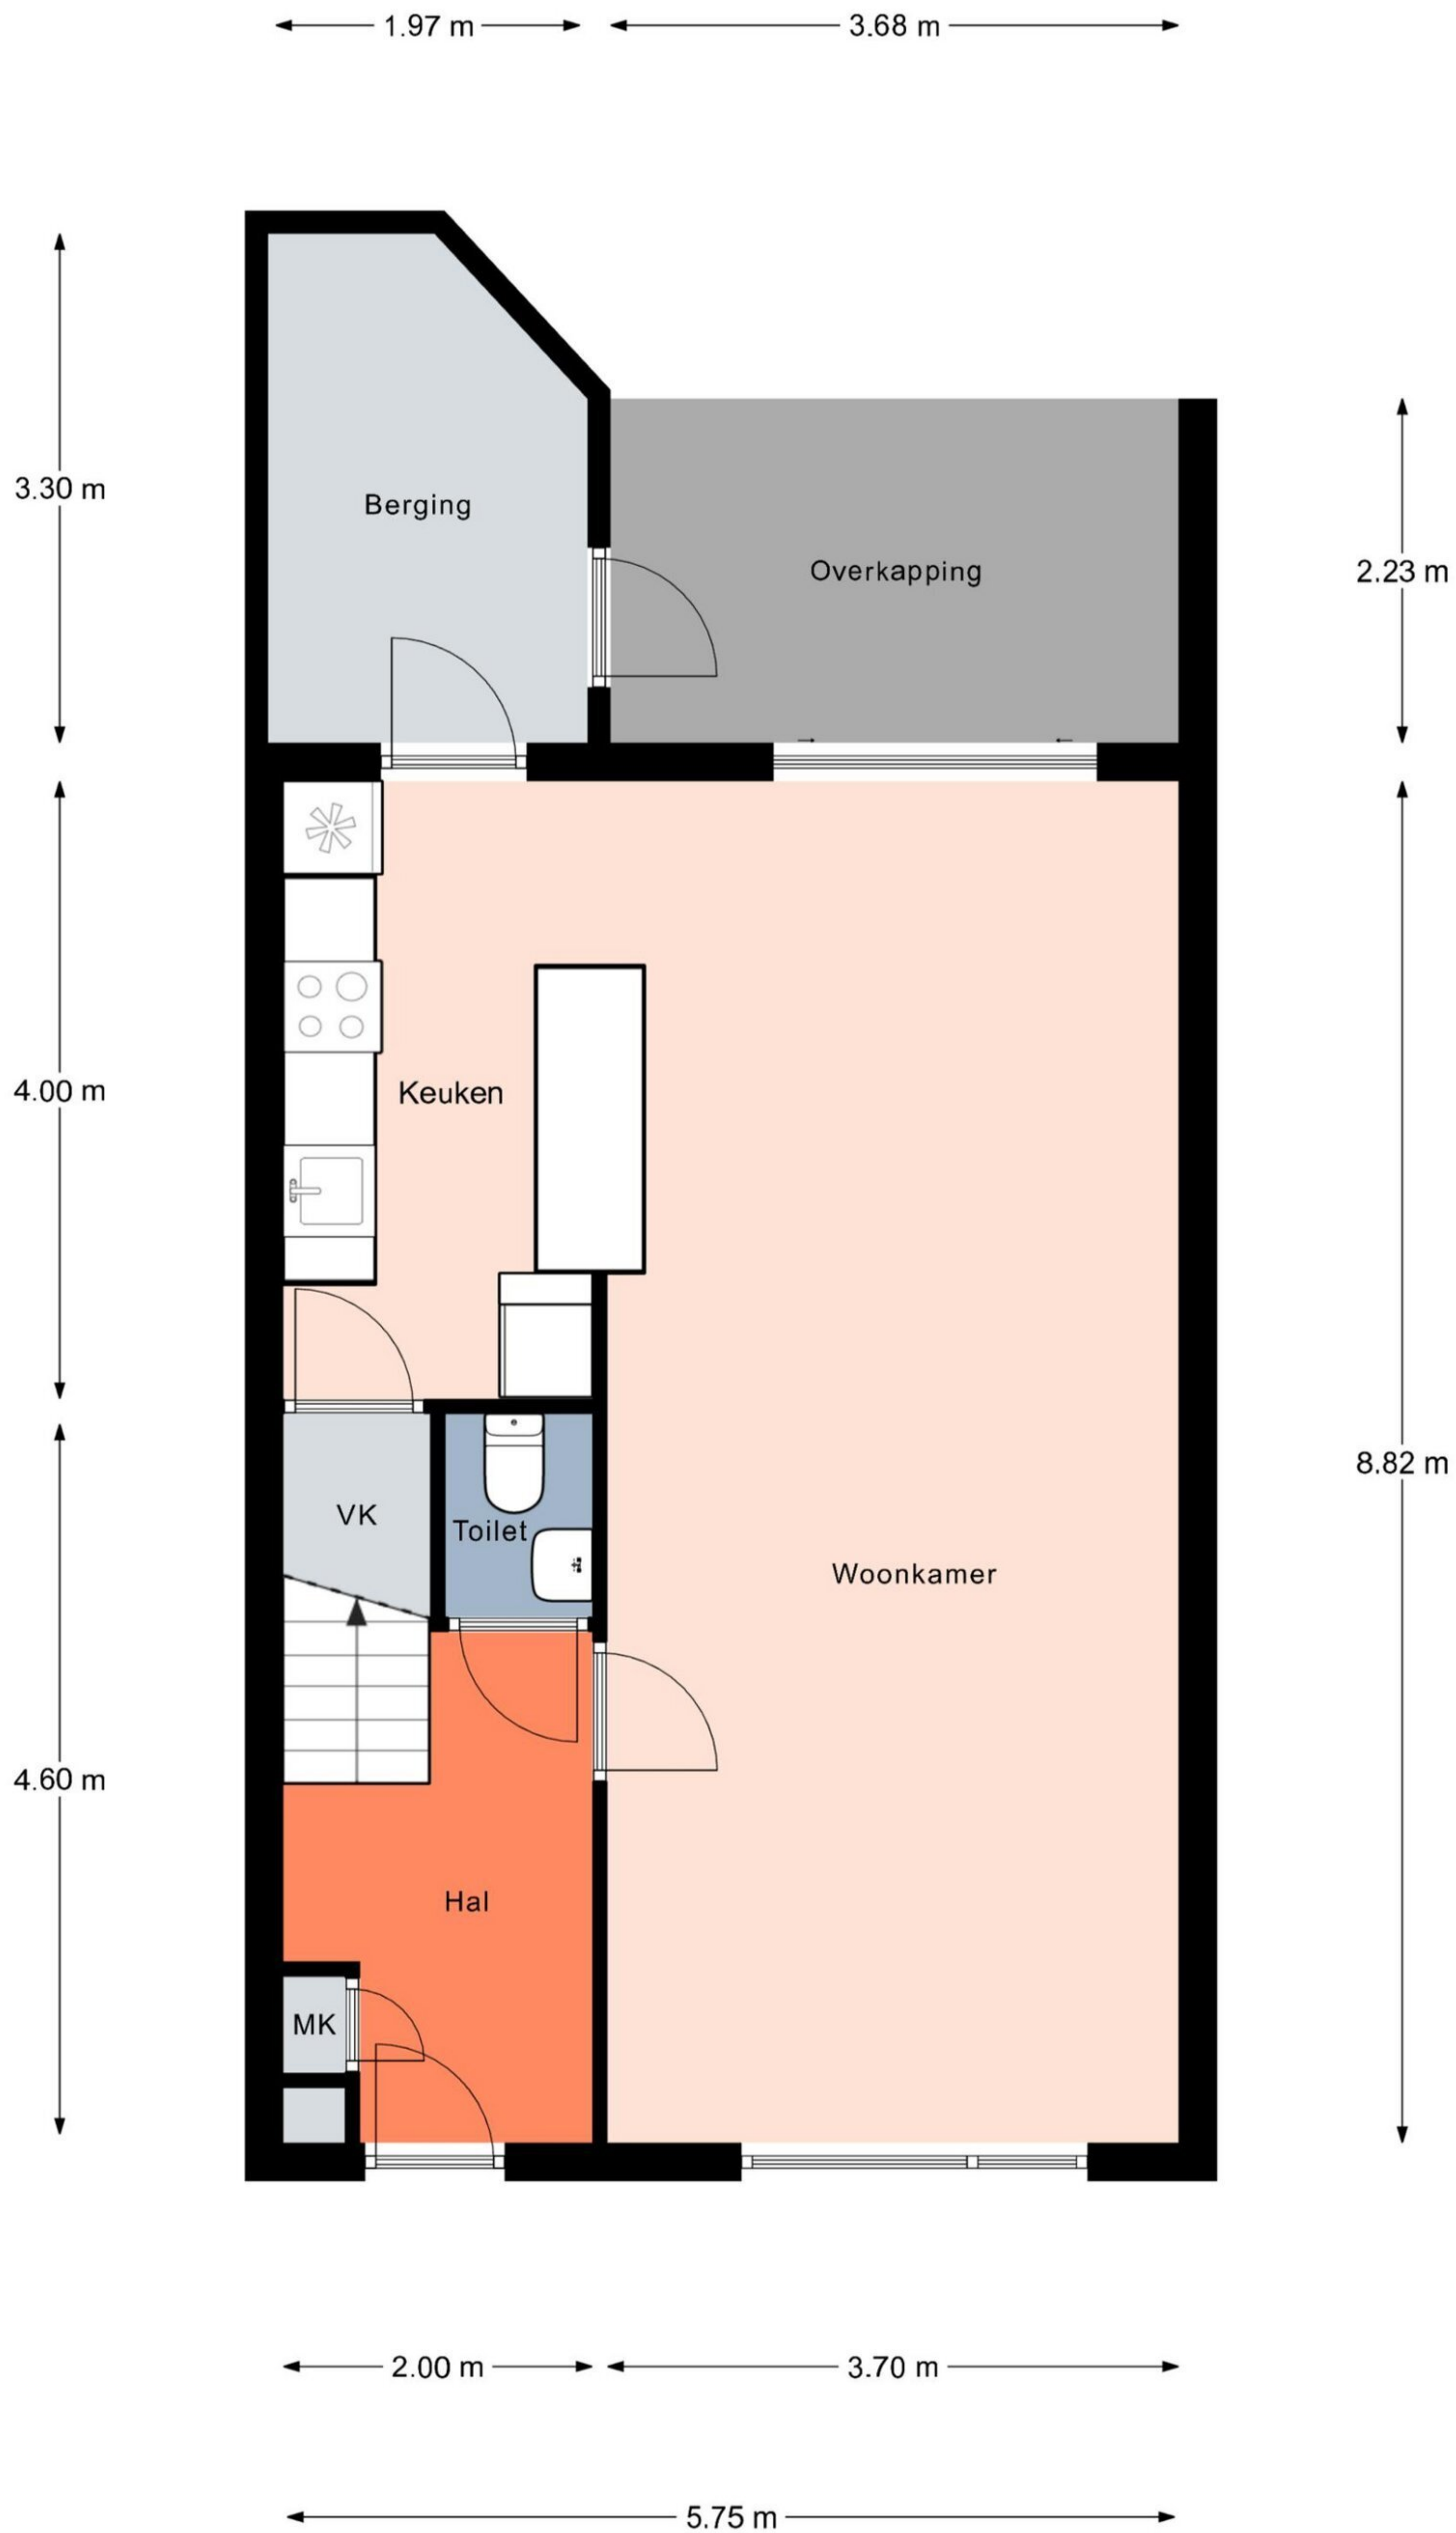 1.97 m
3.68 m
3.30 m
Berging
Overkapping
2.23 m
4.00 m
Keuken
8.82 m
VK
Toilet
Woonkamer
4.60 m
Hal
MK
2.00 m
3.70 m
5.75 m